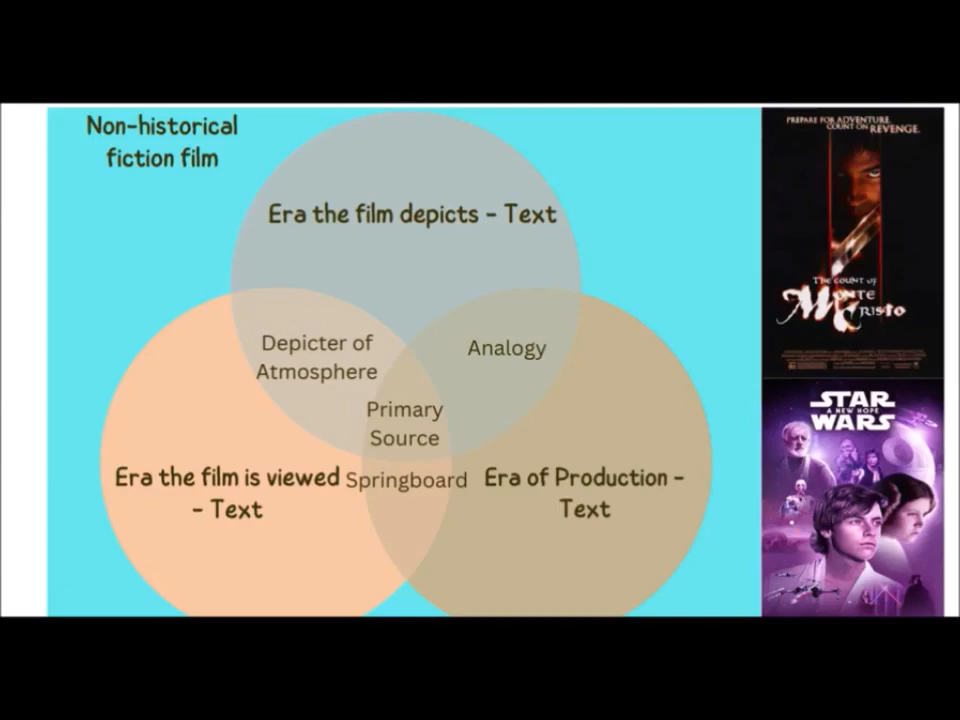 Non-historical
fiction film
Era the film depicts - Text
Depicter of
Atmosphere
Analogy
Primary
Source
Era the film is viewed
- Text
Springboard
Era of Production -
Text
PREPARE FOR ADVENTURE.
COUNT ON REVENGE.
THE COUNT OF
MONTE
CRISTO
STAR
A NEW HOPE
WARS